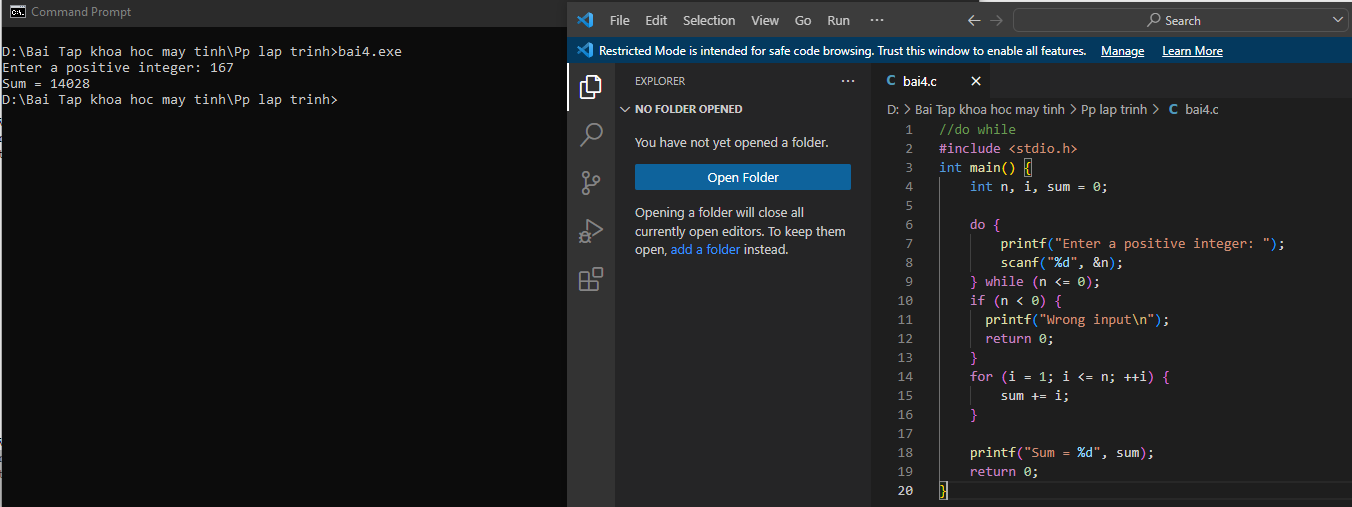 Command Prompt
D:\Bai Tap khoa hoc may tinh\Pp lap trinh>bai4.exe
Enter a positive integer: 167
Sum = 14028
D:\Bai Tap khoa hoc may tinh\Pp lap trinh>
File Edit Selection View Go Run ··· Search
Restricted Mode is intended for safe code browsing. Trust this window to enable all features. Manage Learn More
EXPLORER ···
NO FOLDER OPENED
You have not yet opened a folder.
Open Folder
Opening a folder will close all
currently open editors. To keep them
open, add a folder instead.
C bai4.c ×
D: > Bai Tap khoa hoc may tinh > Pp lap trinh > C bai4.c
1 //do while
2 #include <stdio.h>
3 int main() {
4     int n, i, sum = 0;
5
6     do {
7         printf("Enter a positive integer: ");
8         scanf("%d", &n);
9     } while (n <= 0);
10     if (n < 0) {
11       printf("Wrong input\n");
12       return 0;
13     }
14     for (i = 1; i <= n; ++i) {
15         sum += i;
16     }
17
18     printf("Sum = %d", sum);
19     return 0;
20 }